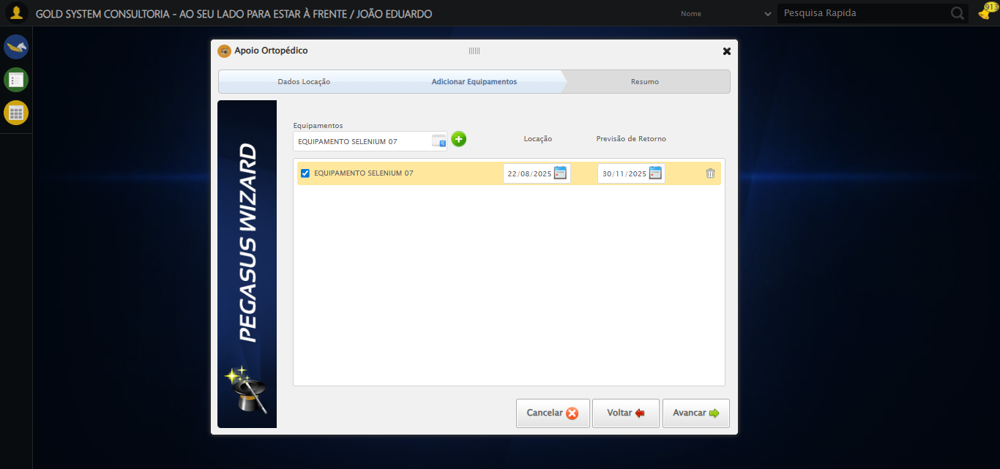 GOLD SYSTEM CONSULTORIA - AO SEU LADO PARA ESTAR À FRENTE / JOÃO EDUARDO
Nome
Pesquisa Rapida
913
Apoio Ortopédico
Dados Locação
Adicionar Equipamentos
Resumo
PEGASUS WIZARD
Equipamentos
EQUIPAMENTO SELENIUM 07
Locação
Previsão de Retorno
EQUIPAMENTO SELENIUM 07
22/08/2025
30/11/2025
Cancelar
Voltar
Avancar